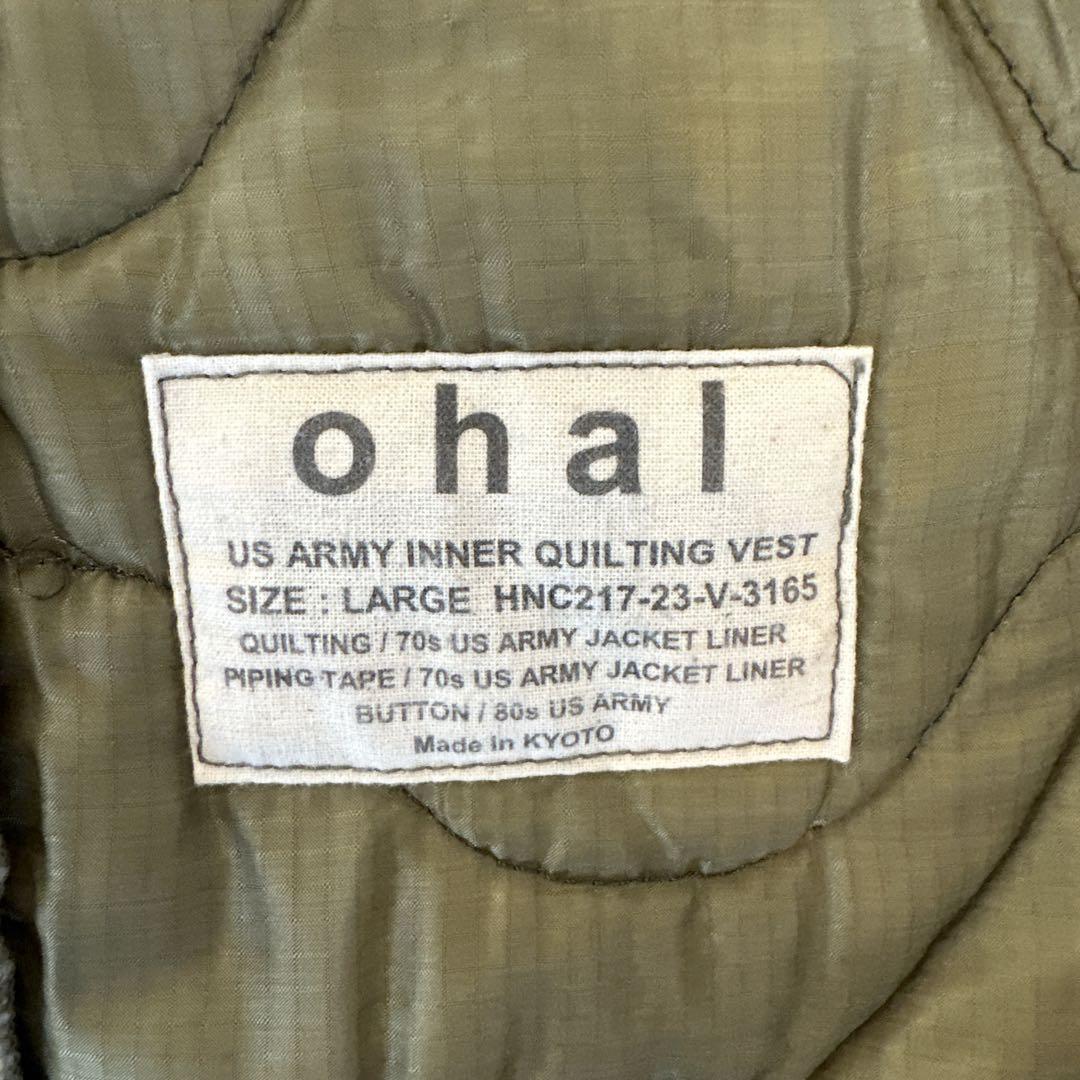 ohal
US ARMY INNER QUILTING VEST
SIZE : LARGE HNC217-23-V-3165
QUILTING / 70s US ARMY JACKET LINER
PIPING TAPE / 70s US ARMY JACKET LINER
BUTTON / 80s US ARMY
Made in KYOTO